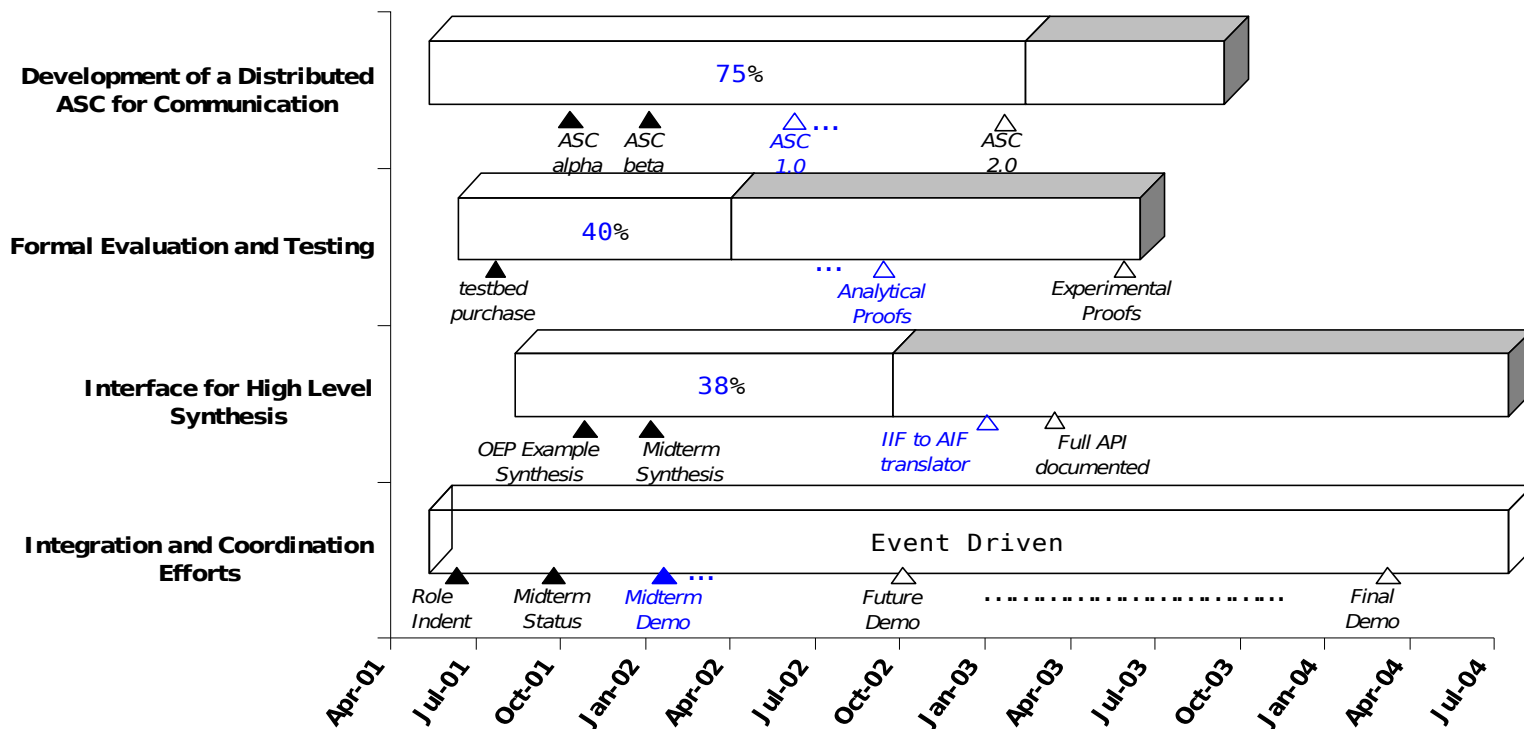 Development of a Distributed
ASC for Communication
75%
ASC
alpha
ASC
beta
ASC
1.0
...
ASC
2.0
Formal Evaluation and Testing
40%
testbed
purchase
...
Analytical
Proofs
Experimental
Proofs
Interface for High Level
Synthesis
38%
OEP Example
Synthesis
Midterm
Synthesis
IIF to AIF
translator
Full API
documented
Integration and Coordination
Efforts
Event Driven
Role
Indent
Midterm
Status
Midterm
Demo
...
Future
Demo
....................................
Final
Demo
Apr-01
Jul-01
Oct-01
Jan-02
Apr-02
Jul-02
Oct-02
Jan-03
Apr-03
Jul-03
Oct-03
Jan-04
Apr-04
Jul-04